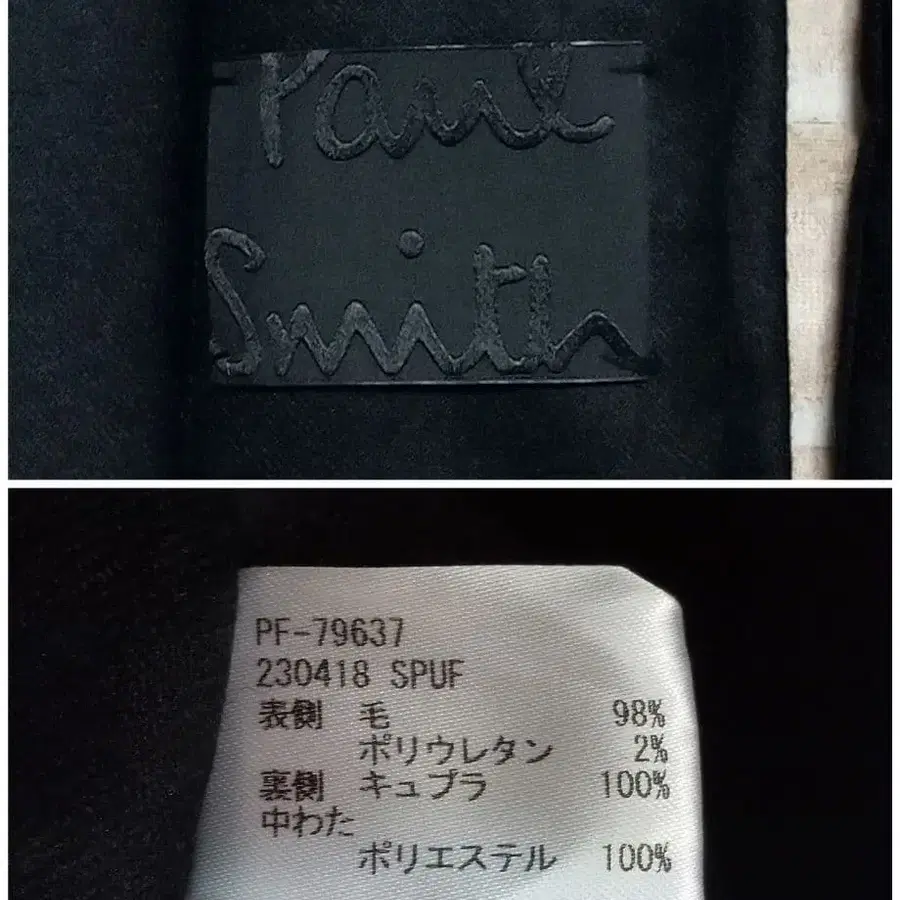 Paul
Smith
PF-79637
230418 SPUF
表側 毛 98%
ポリウレタン 2%
裏側 キュプラ 100%
中わた
ポリエステル 100%